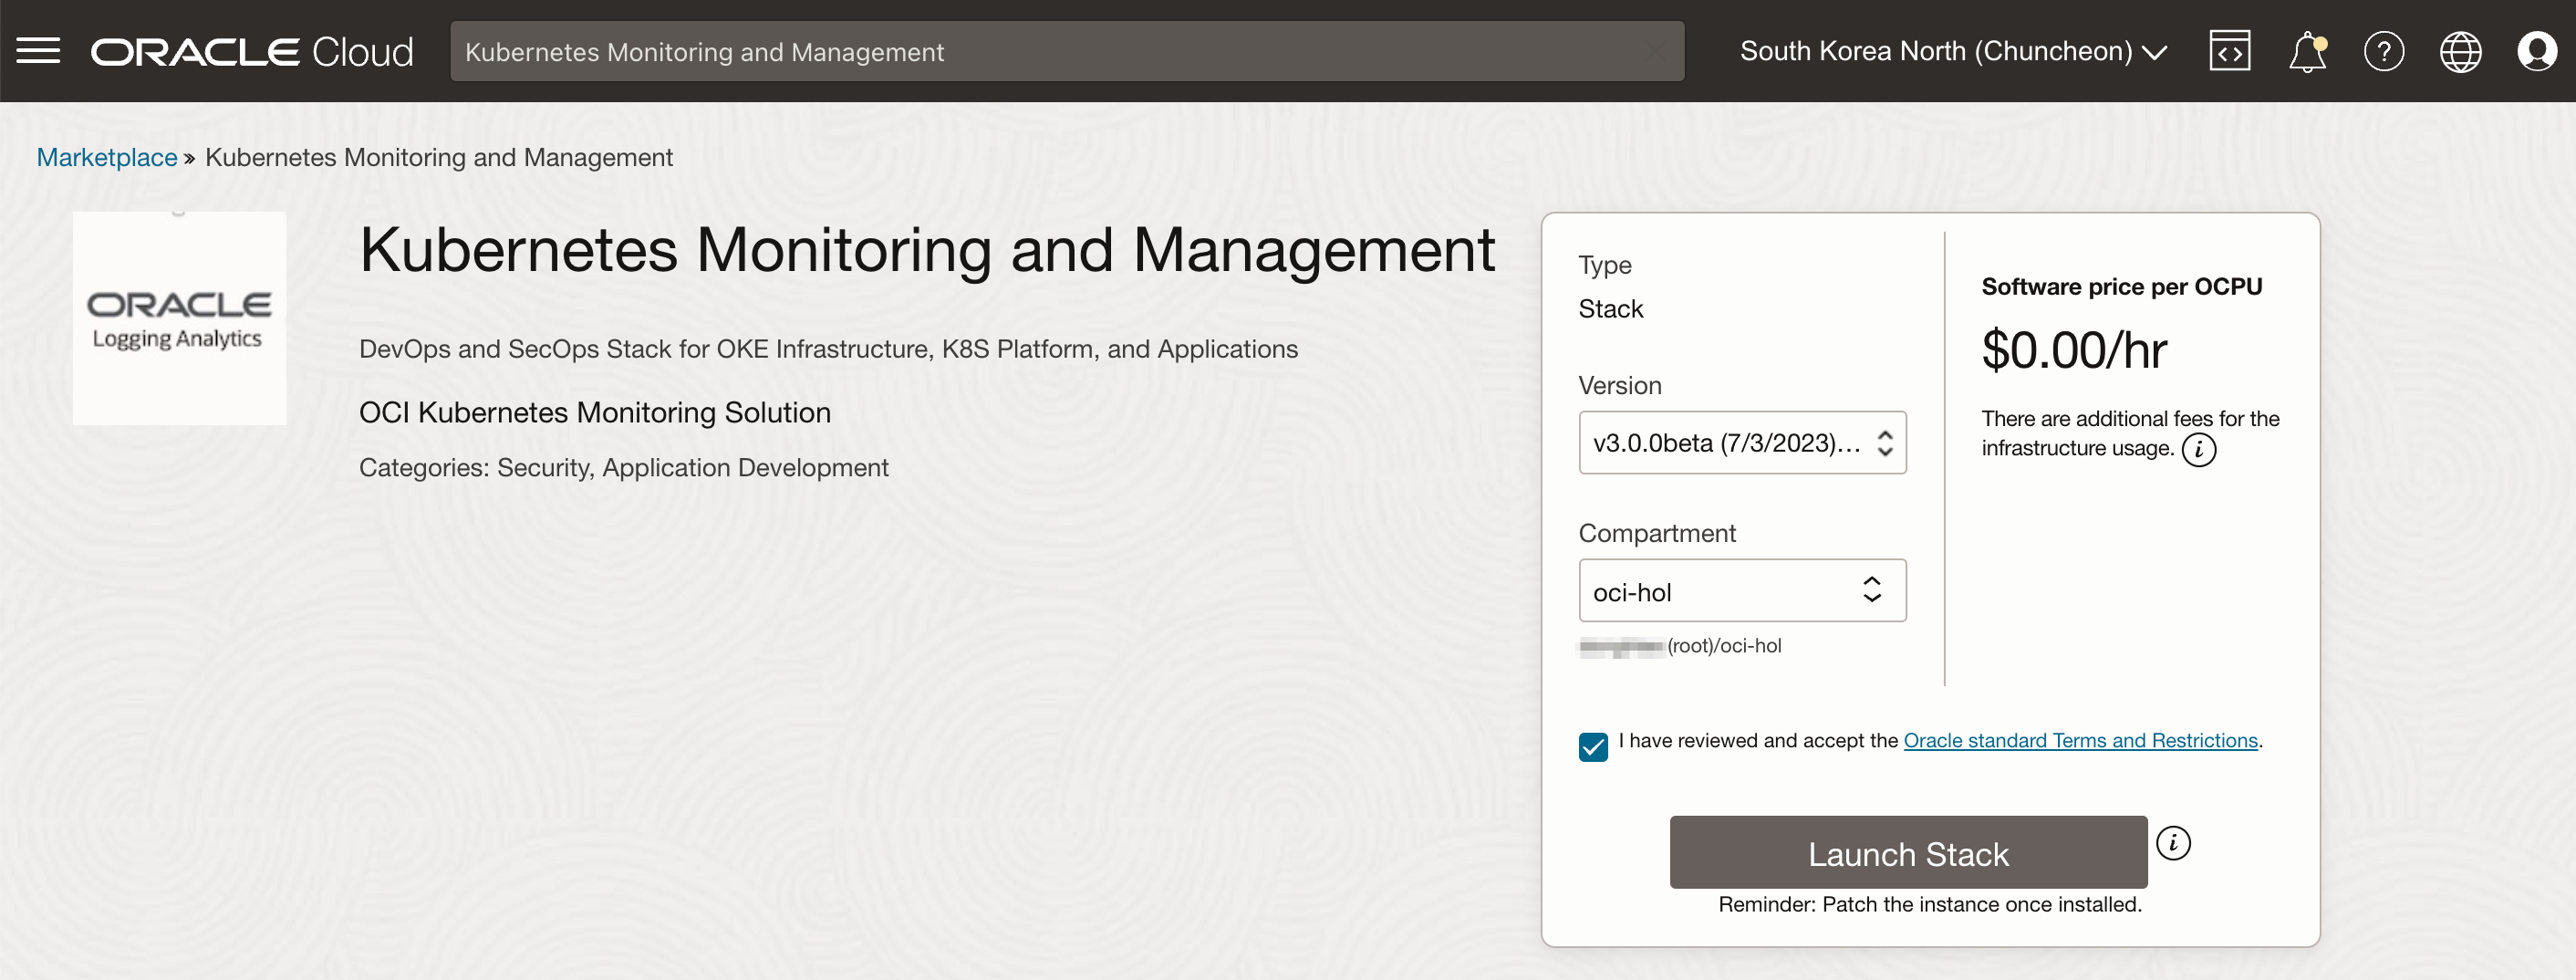 ORACLE Cloud
Kubernetes Monitoring and Management
South Korea North (Chuncheon)
Marketplace » Kubernetes Monitoring and Management
ORACLE
Logging Analytics
Kubernetes Monitoring and Management
DevOps and SecOps Stack for OKE Infrastructure, K8S Platform, and Applications
OCI Kubernetes Monitoring Solution
Categories: Security, Application Development
Type
Stack
Version
v3.0.0beta (7/3/2023)...
Compartment
oci-hol
(root)/oci-hol
Software price per OCPU
$0.00/hr
There are additional fees for the
infrastructure usage.
I have reviewed and accept the Oracle standard Terms and Restrictions.
Launch Stack
Reminder: Patch the instance once installed.